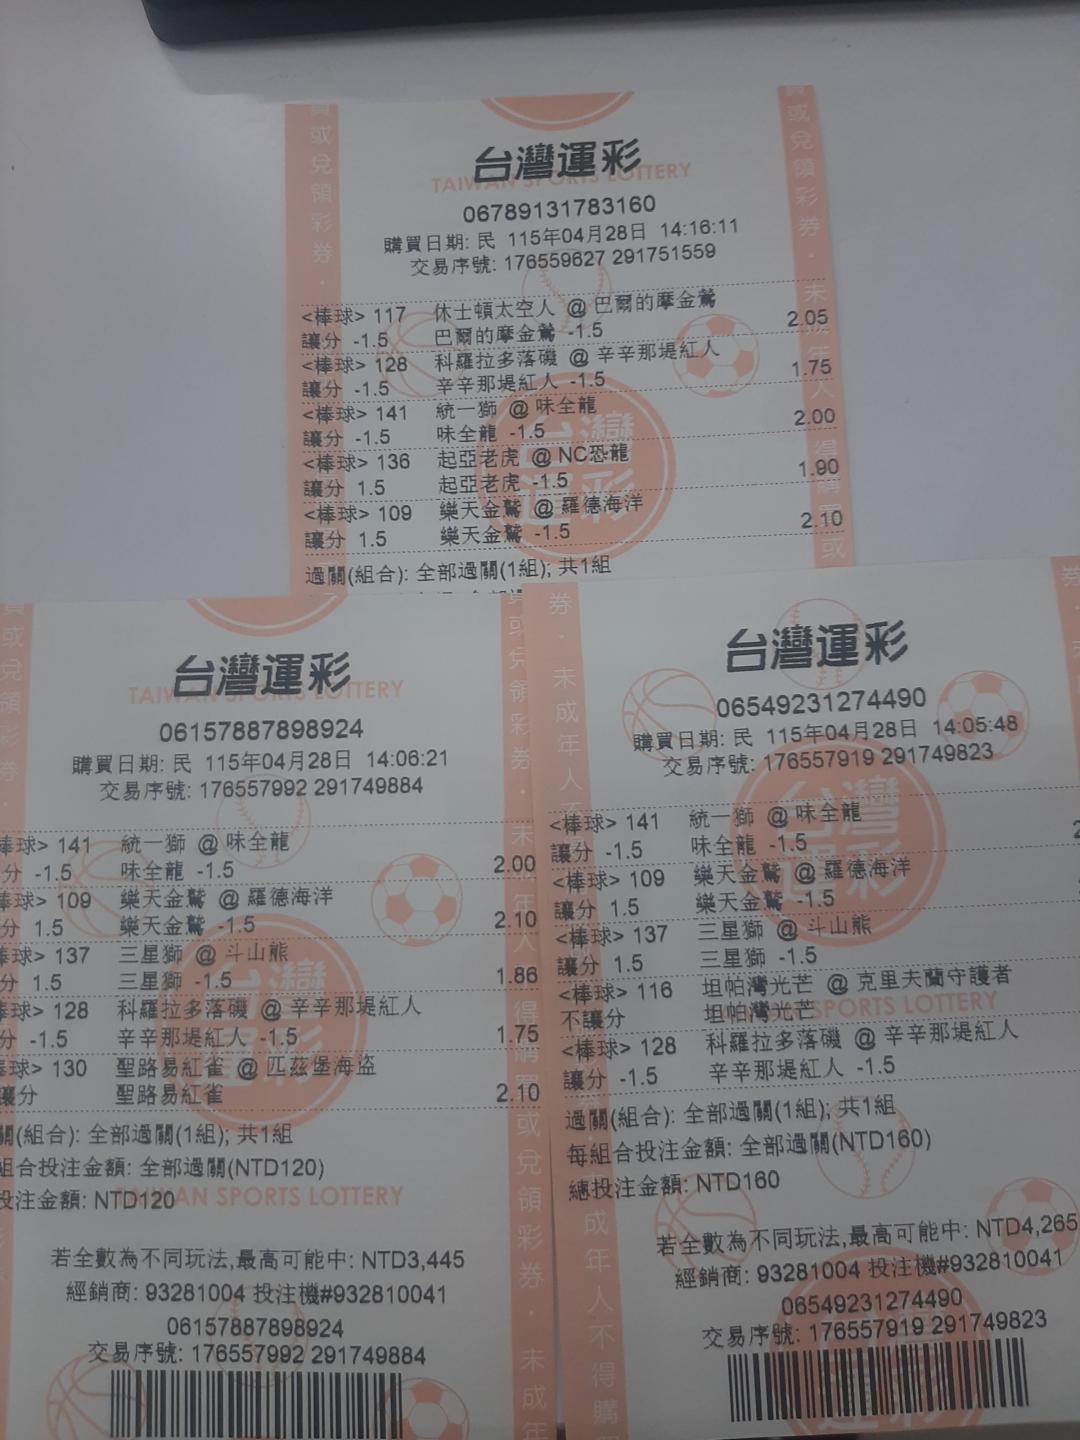 台灣運彩
TAIWAN SPORTS LOTTERY
06789131783160
購買日期: 民 115年04月28日 14:16:11
交易序號: 176559627 291751559
<棒球> 117 休士頓太空人 @ 巴爾的摩金鶯
讓分 -1.5 巴爾的摩金鶯 -1.5 2.05
<棒球> 128 科羅拉多落磯 @ 辛辛那堤紅人
讓分 -1.5 辛辛那堤紅人 -1.5 1.75
<棒球> 141 統一獅 @ 味全龍
讓分 -1.5 味全龍 -1.5 2.00
<棒球> 136 起亞老虎 @ NC恐龍
讓分 1.5 起亞老虎 -1.5 1.90
<棒球> 109 樂天金鷲 @ 羅德海洋
讓分 1.5 樂天金鷲 -1.5 2.10
過關(組合): 全部過關(1組); 共1組
台灣運彩
TAIWAN SPORTS LOTTERY
06157887898924
購買日期: 民 115年04月28日 14:06:21
交易序號: 176557992 291749884
棒球> 141 統一獅 @ 味全龍
分 -1.5 味全龍 -1.5 2.00
棒球> 109 樂天金鷲 @ 羅德海洋
分 1.5 樂天金鷲 -1.5 2.10
棒球> 137 三星獅 @ 斗山熊
分 1.5 三星獅 -1.5 1.86
棒球> 128 科羅拉多落磯 @ 辛辛那堤紅人
分 -1.5 辛辛那堤紅人 -1.5 1.75
棒球> 130 聖路易紅雀 @ 匹茲堡海盜
讓分 聖路易紅雀 2.10
關(組合): 全部過關(1組); 共1組
組合投注金額: 全部過關(NTD120)
投注金額: NTD120
TAIWAN SPORTS LOTTERY
若全數為不同玩法,最高可能中: NTD3,445
經銷商: 93281004 投注機#932810041
06157887898924
交易序號: 176557992 291749884
台灣運彩
06549231274490
購買日期: 民 115年04月28日 14:05:48
交易序號: 176557919 291749823
<棒球> 141 統一獅 @ 味全龍
讓分 -1.5 味全龍 -1.5 2
<棒球> 109 樂天金鷲 @ 羅德海洋
讓分 1.5 樂天金鷲 -1.5
<棒球> 137 三星獅 @ 斗山熊
讓分 1.5 三星獅 -1.5
<棒球> 116 坦帕灣光芒 @ 克里夫蘭守護者
不讓分 坦帕灣光芒
<棒球> 128 科羅拉多落磯 @ 辛辛那堤紅人
讓分 -1.5 辛辛那堤紅人 -1.5
過關(組合): 全部過關(1組); 共1組
每組合投注金額: 全部過關(NTD160)
總投注金額: NTD160
若全數為不同玩法,最高可能中: NTD4,265
經銷商: 93281004 投注機#932810041
06549231274490
交易序號: 176557919 291749823